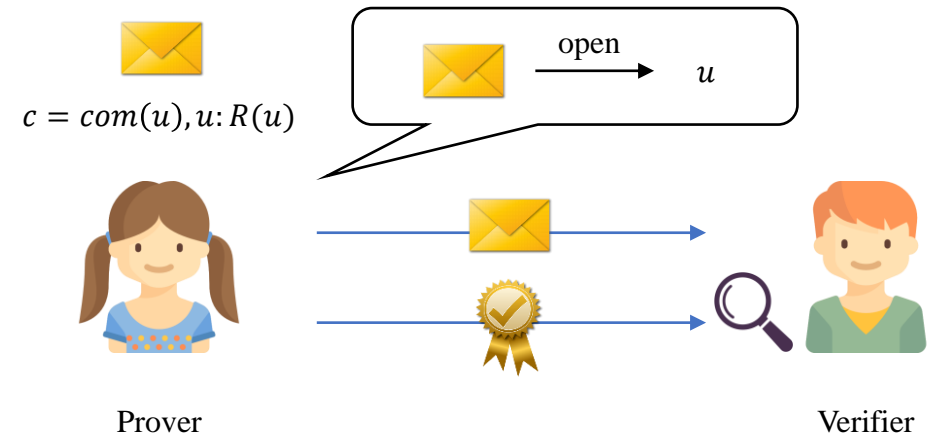 open
u
c = com(u), u: R(u)
Prover
Verifier